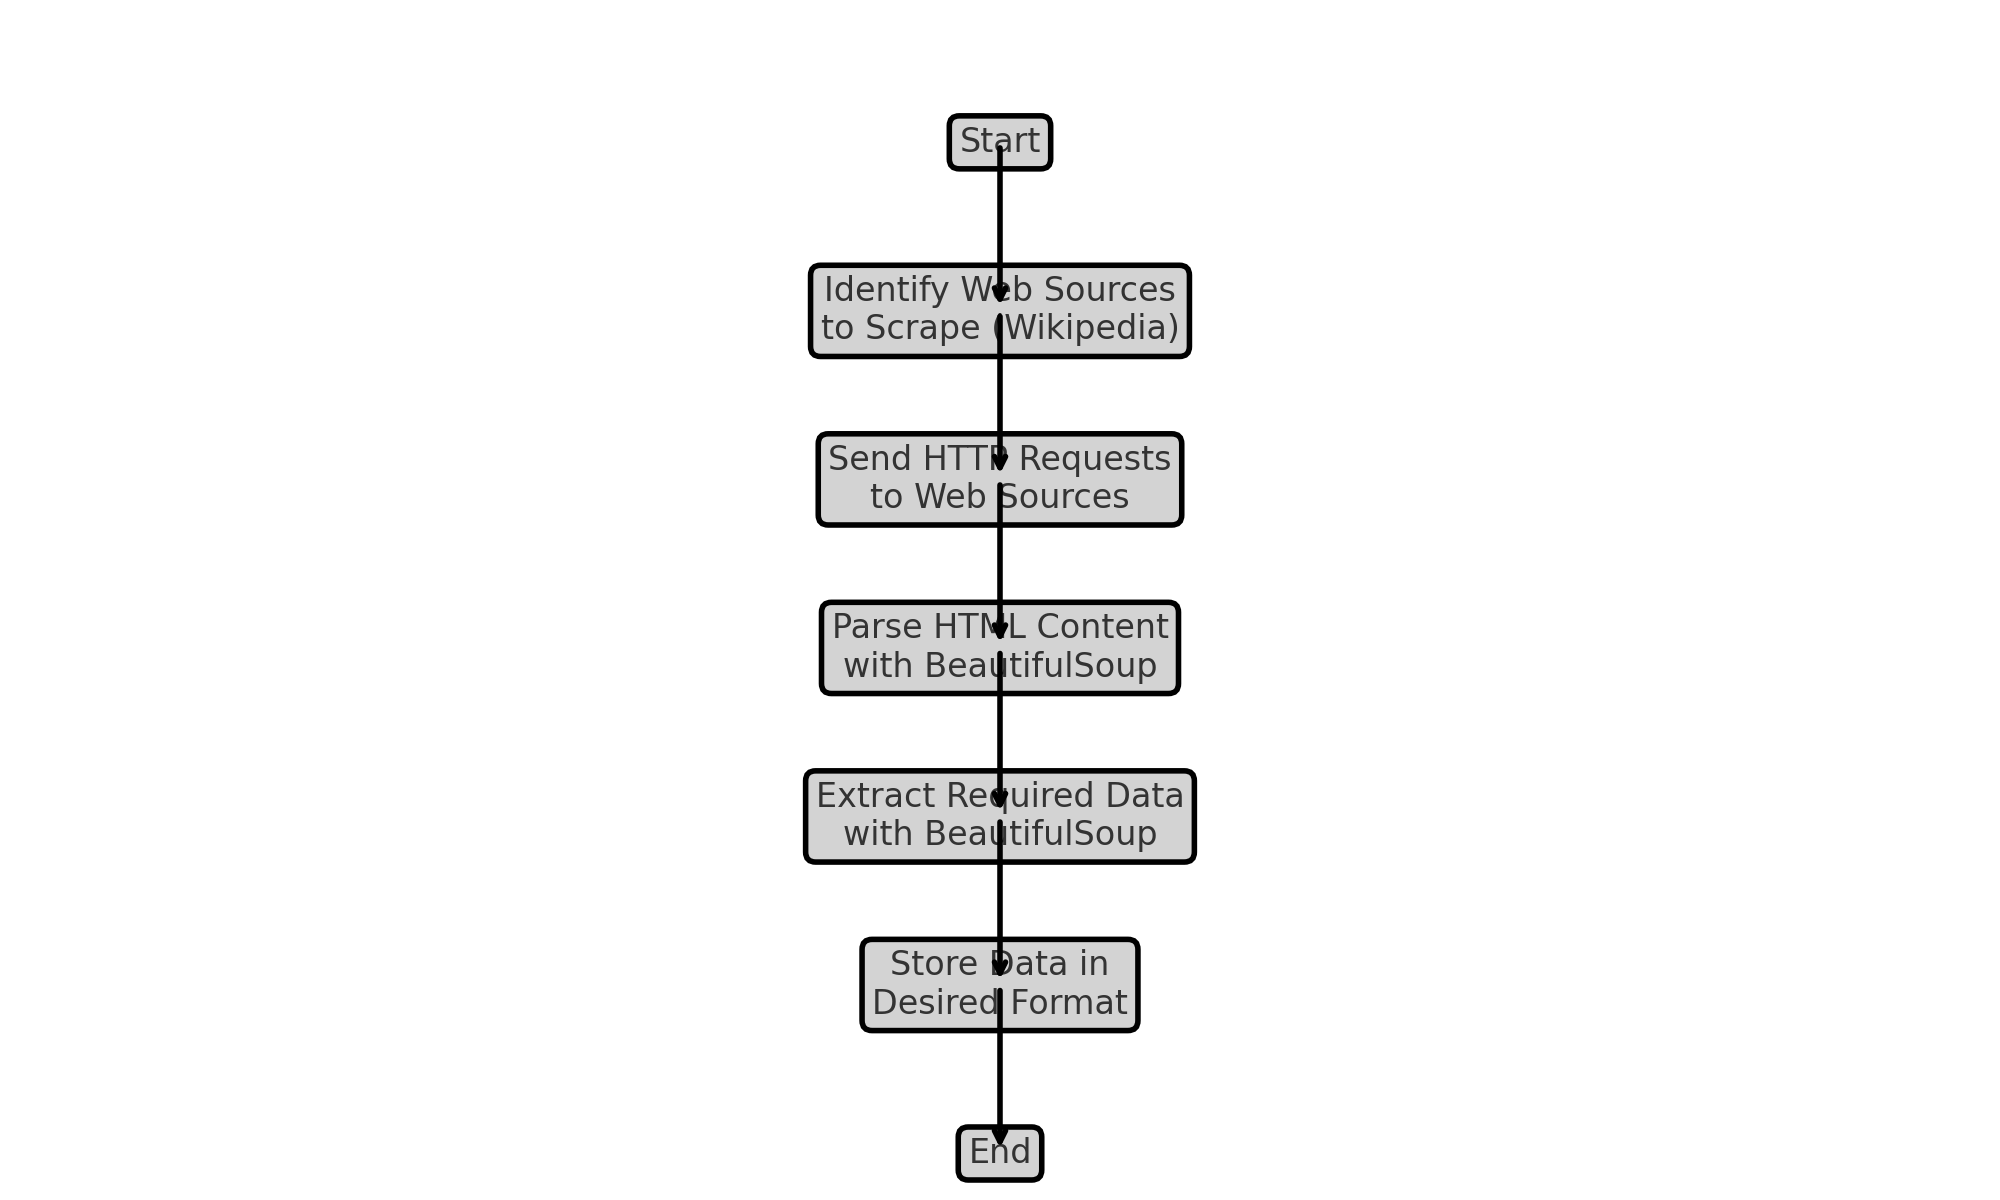 Start
Identify Web Sources
to Scrape (Wikipedia)
Send HTTP Requests
to Web Sources
Parse HTML Content
with BeautifulSoup
Extract Required Data
with BeautifulSoup
Store Data in
Desired Format
End